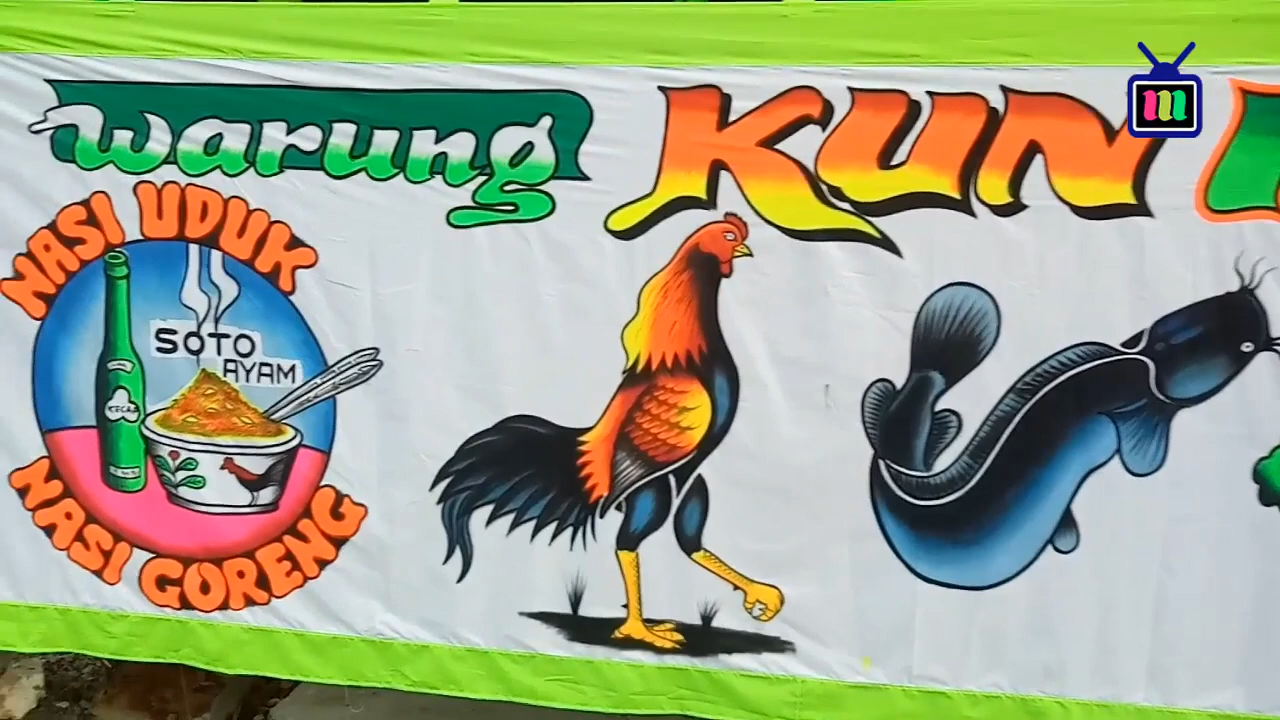 warung KUN
NASI UDUK
SOTO
AYAM
KECAP
NASI GORENG
m